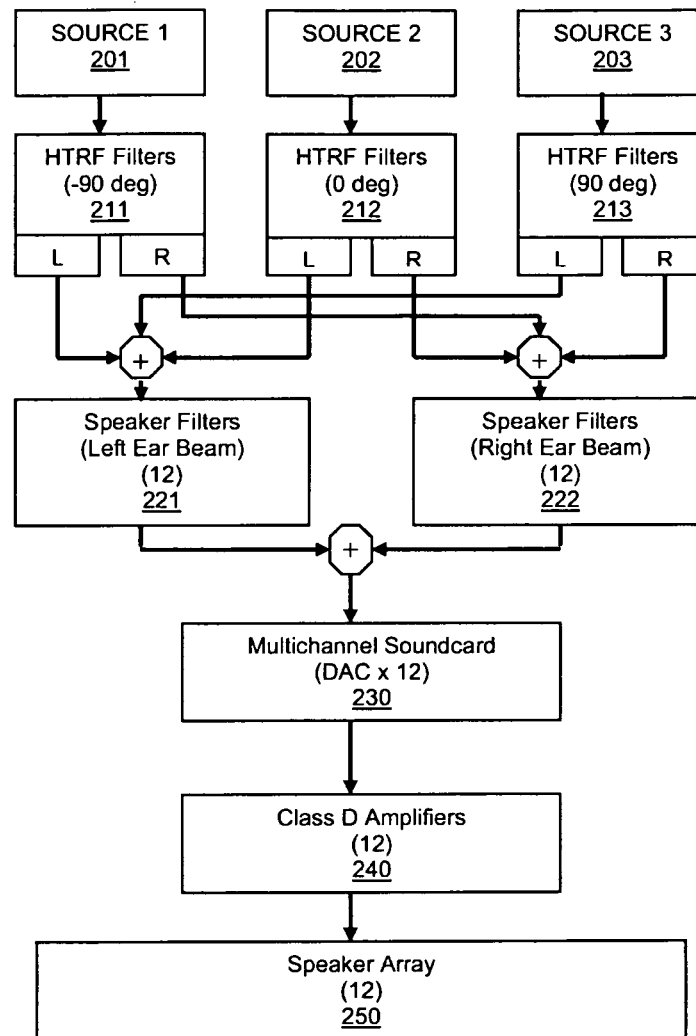 SOURCE 1
201
SOURCE 2
202
SOURCE 3
203
HTRF Filters
(-90 deg)
211
L
R
HTRF Filters
(0 deg)
212
L
R
HTRF Filters
(90 deg)
213
L
R
+
+
Speaker Filters
(Left Ear Beam)
(12)
221
Speaker Filters
(Right Ear Beam)
(12)
222
+
Multichannel Soundcard
(DAC x 12)
230
Class D Amplifiers
(12)
240
Speaker Array
(12)
250